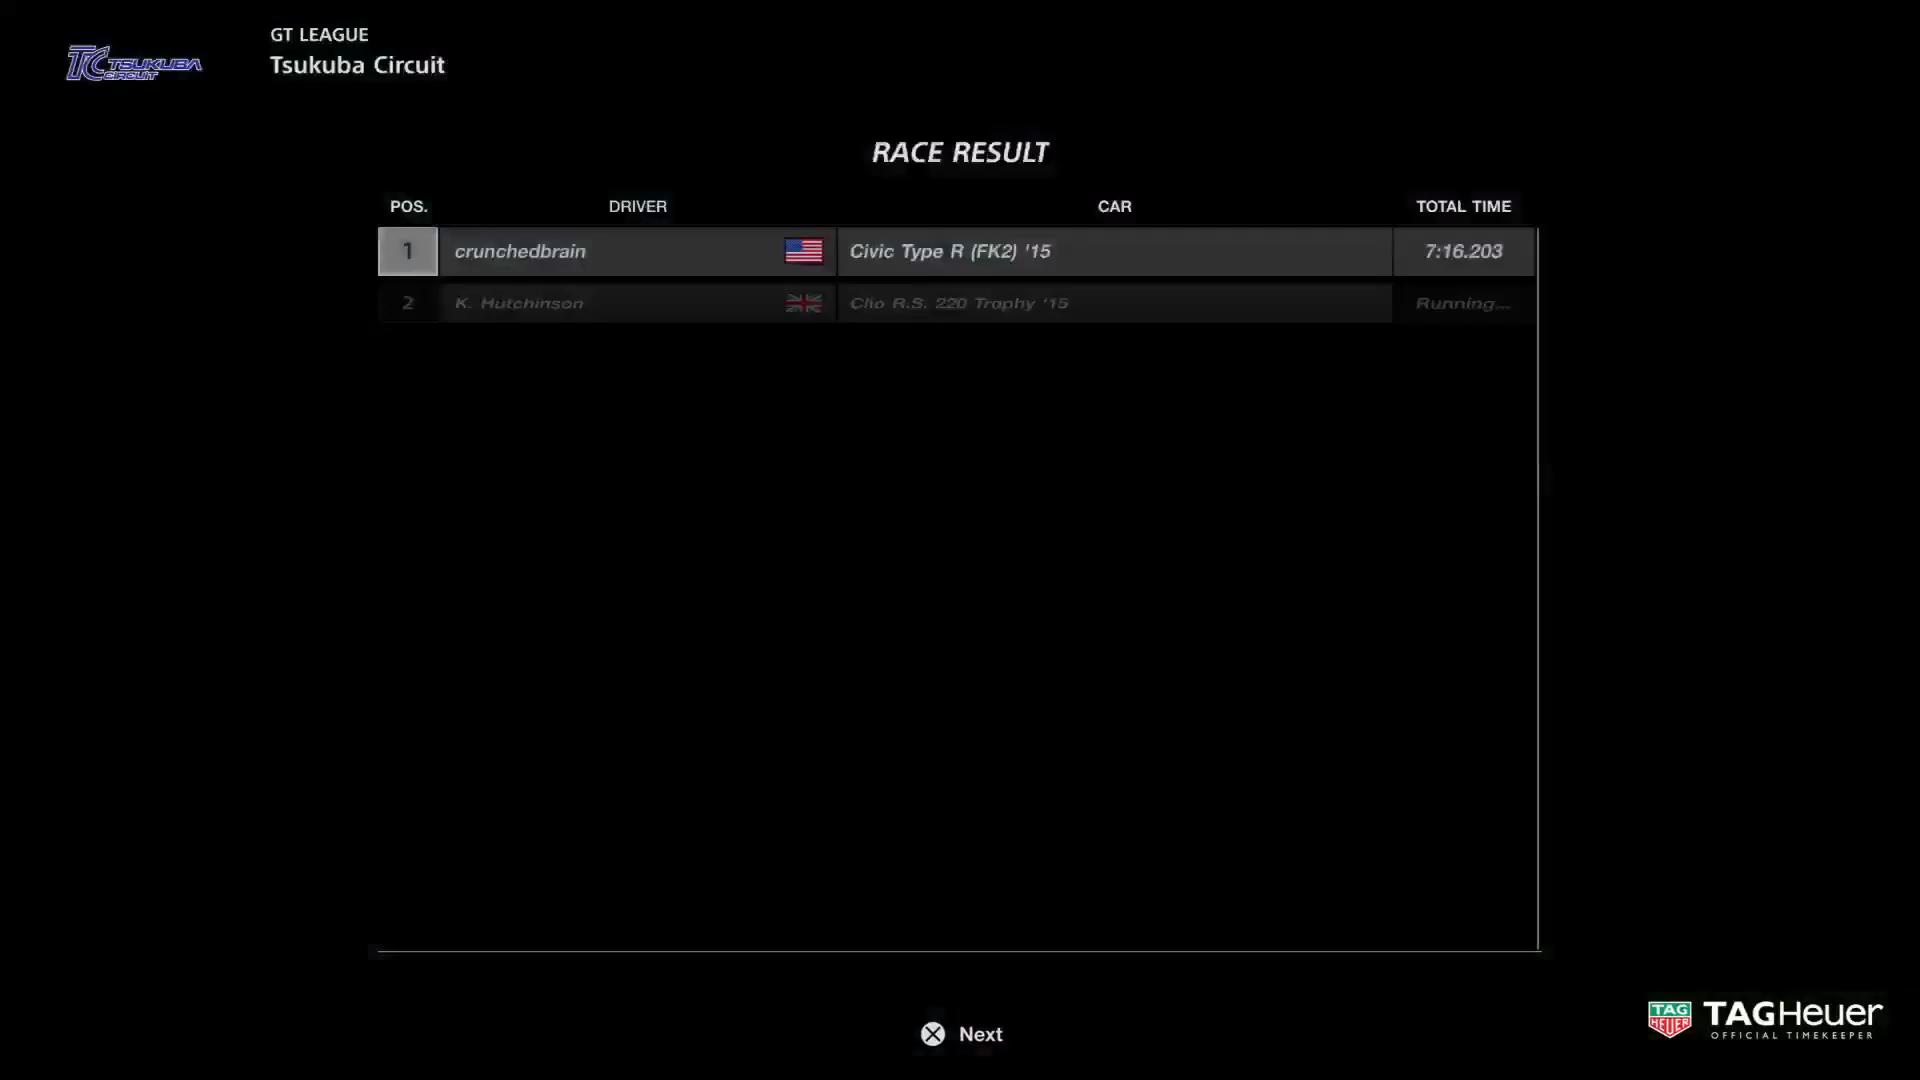 TC TSUKUBA
CIRCUIT
GT LEAGUE
Tsukuba Circuit
RACE RESULT
POS. DRIVER CAR TOTAL TIME
1 crunchedbrain Civic Type R (FK2) '15 7:16.203
2 K. Hutchinson Clio R.S. 220 Trophy '15 Running...
Next
TAG
HEUER
TAGHeuer
OFFICIAL TIMEKEEPER